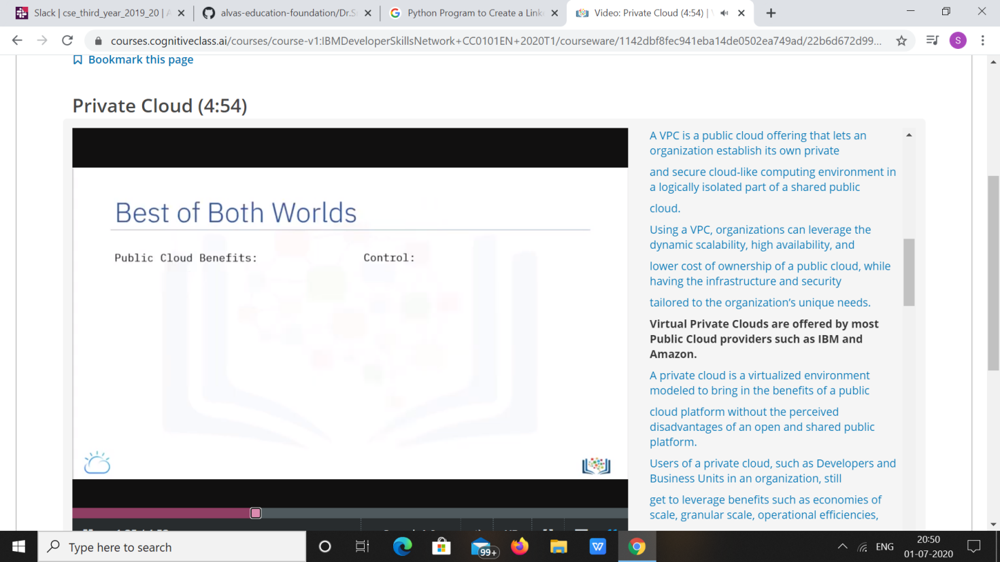 Slack | cse_third_year_2019_20 |
alvas-education-foundation/Dr.S
Python Program to Create a Link
Video: Private Cloud (4:54) |
courses.cognitiveclass.ai/courses/course-v1:IBMDeveloperSkillsNetwork+CC0101EN+2020T1/courseware/1142dbf8fec941eba14de0502ea749ad/22b6d672d99...
S
Bookmark this page
Private Cloud (4:54)
Best of Both Worlds
Public Cloud Benefits:
Control:
A VPC is a public cloud offering that lets an
organization establish its own private
and secure cloud-like computing environment in
a logically isolated part of a shared public
cloud.
Using a VPC, organizations can leverage the
dynamic scalability, high availability, and
lower cost of ownership of a public cloud, while
having the infrastructure and security
tailored to the organization's unique needs.
Virtual Private Clouds are offered by most
Public Cloud providers such as IBM and
Amazon.
A private cloud is a virtualized environment
modeled to bring in the benefits of a public
cloud platform without the perceived
disadvantages of an open and shared public
platform.
Users of a private cloud, such as Developers and
Business Units in an organization, still
get to leverage benefits such as economies of
scale, granular scale, operational efficiencies,
Type here to search
99+
ENG
20:50
01-07-2020